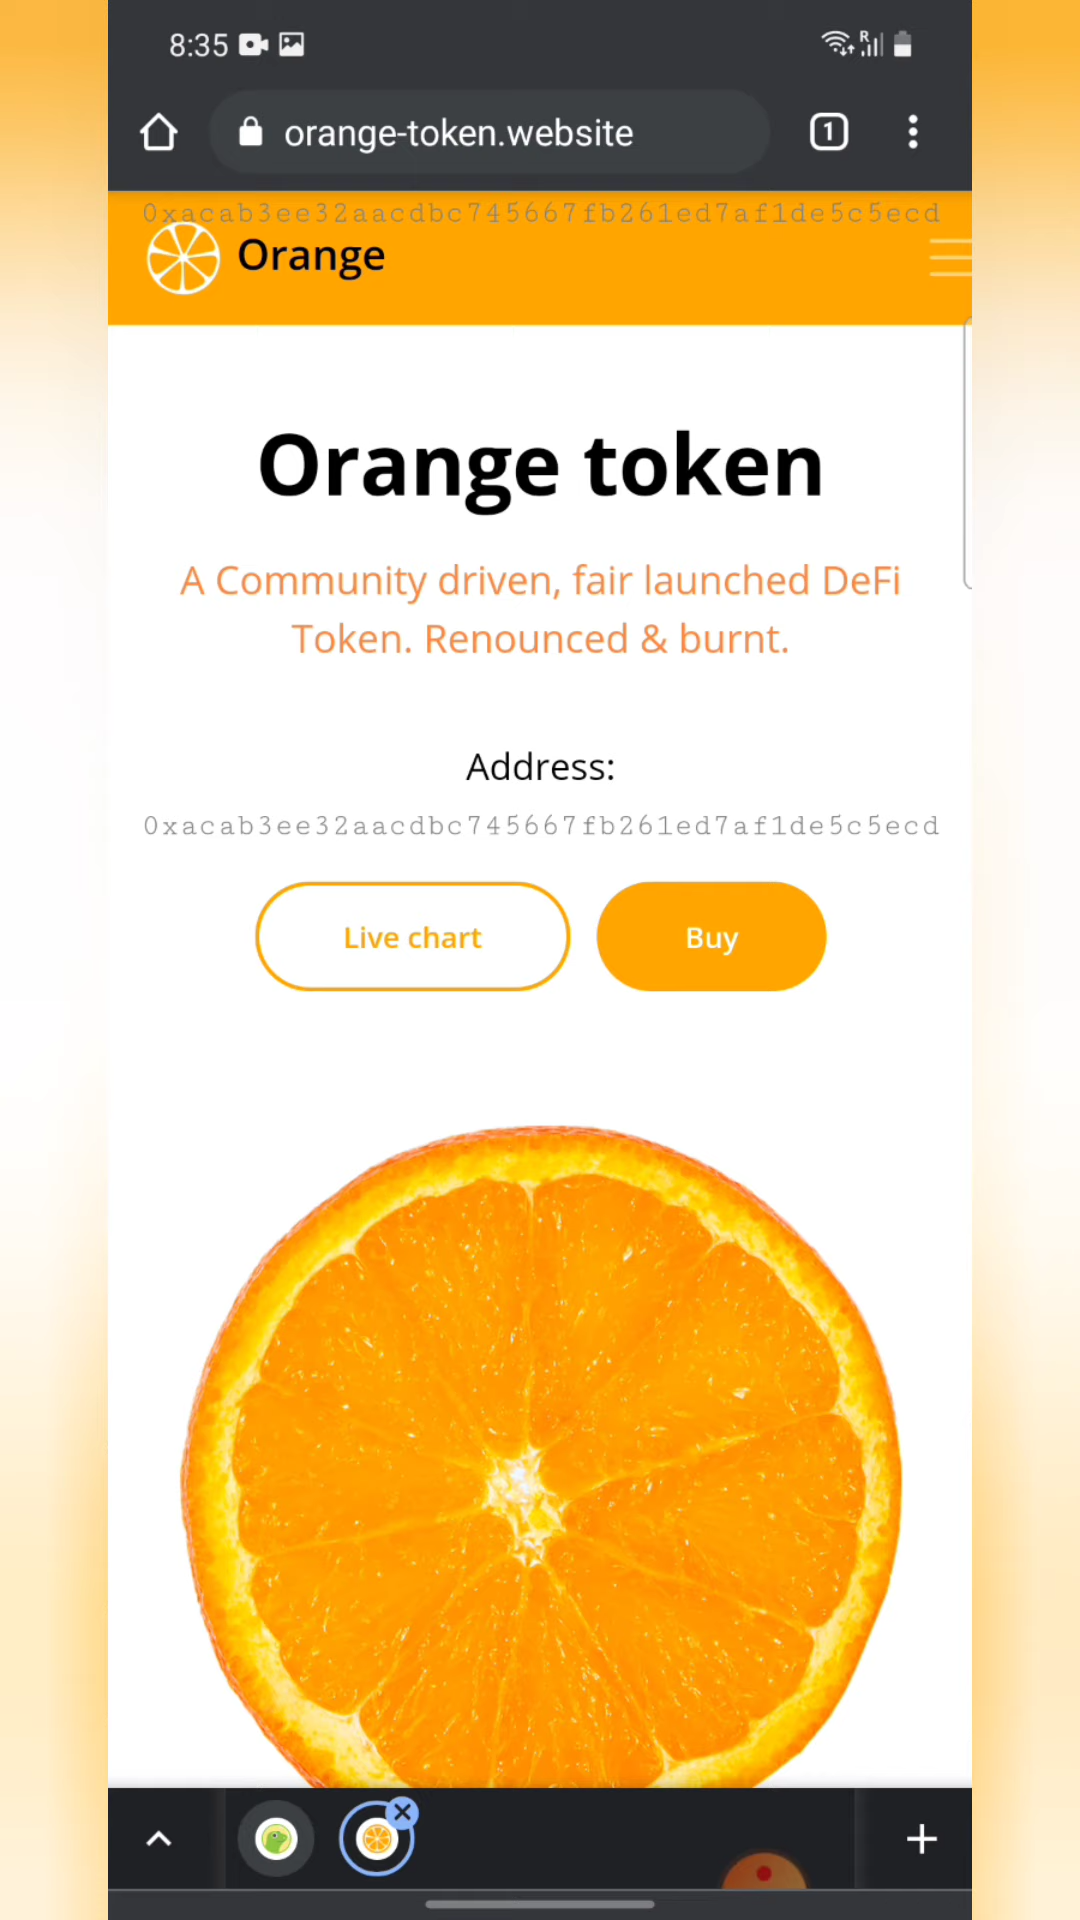 8:35
R
orange-token.website
1
0xacab3ee32aacdbc745667fb261ed7af1de5c5ecd
Orange
Orange token
A Community driven, fair launched DeFi
Token. Renounced & burnt.
Address:
0xacab3ee32aacdbc745667fb261ed7af1de5c5ecd
Live chart
Buy